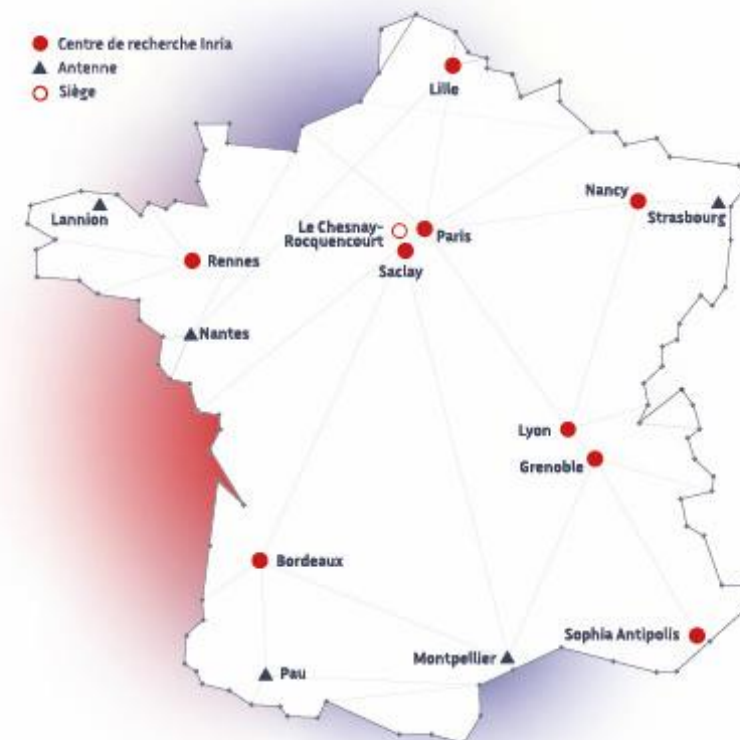 Centre de recherche Inria
Antenne
Siège
Lille
Nancy
Strasbourg
Lannion
Le Chesnay-
Rocquencourt
Paris
Rennes
Saclay
Nantes
Lyon
Grenoble
Bordeaux
Sophia Antipolis
Montpellier
Pau